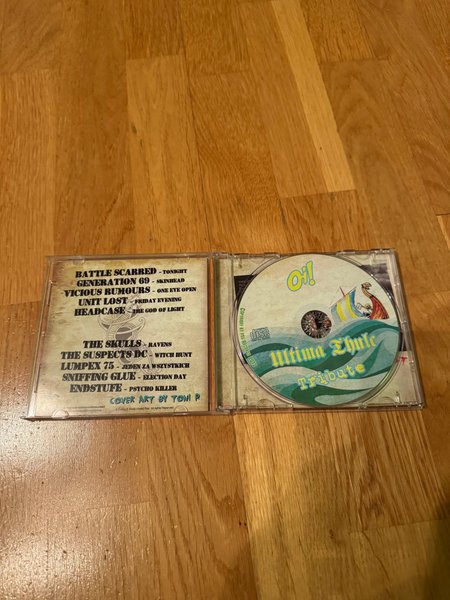 BATTLE SCARRED - TONIGHT
GENERATION 69 - SKINHEAD
VICIOUS RUMOURS - ONE EYE OPEN
UNIT LOST - FRIDAY EVENING
HEADCASE - THE GOD OF LIGHT
THE SKULLS - RAVENS
THE SUSPECTS DC - WITCH HUNT
LUMPEX 75 - JEDEN ZA WSZYSTKICH
SNIFFING GLUE - ELECTION DAY
ENDSTUFE - PSYCHO KILLER
COVER ART BY TONI P
Oi!
Ultima Thule
Tribute